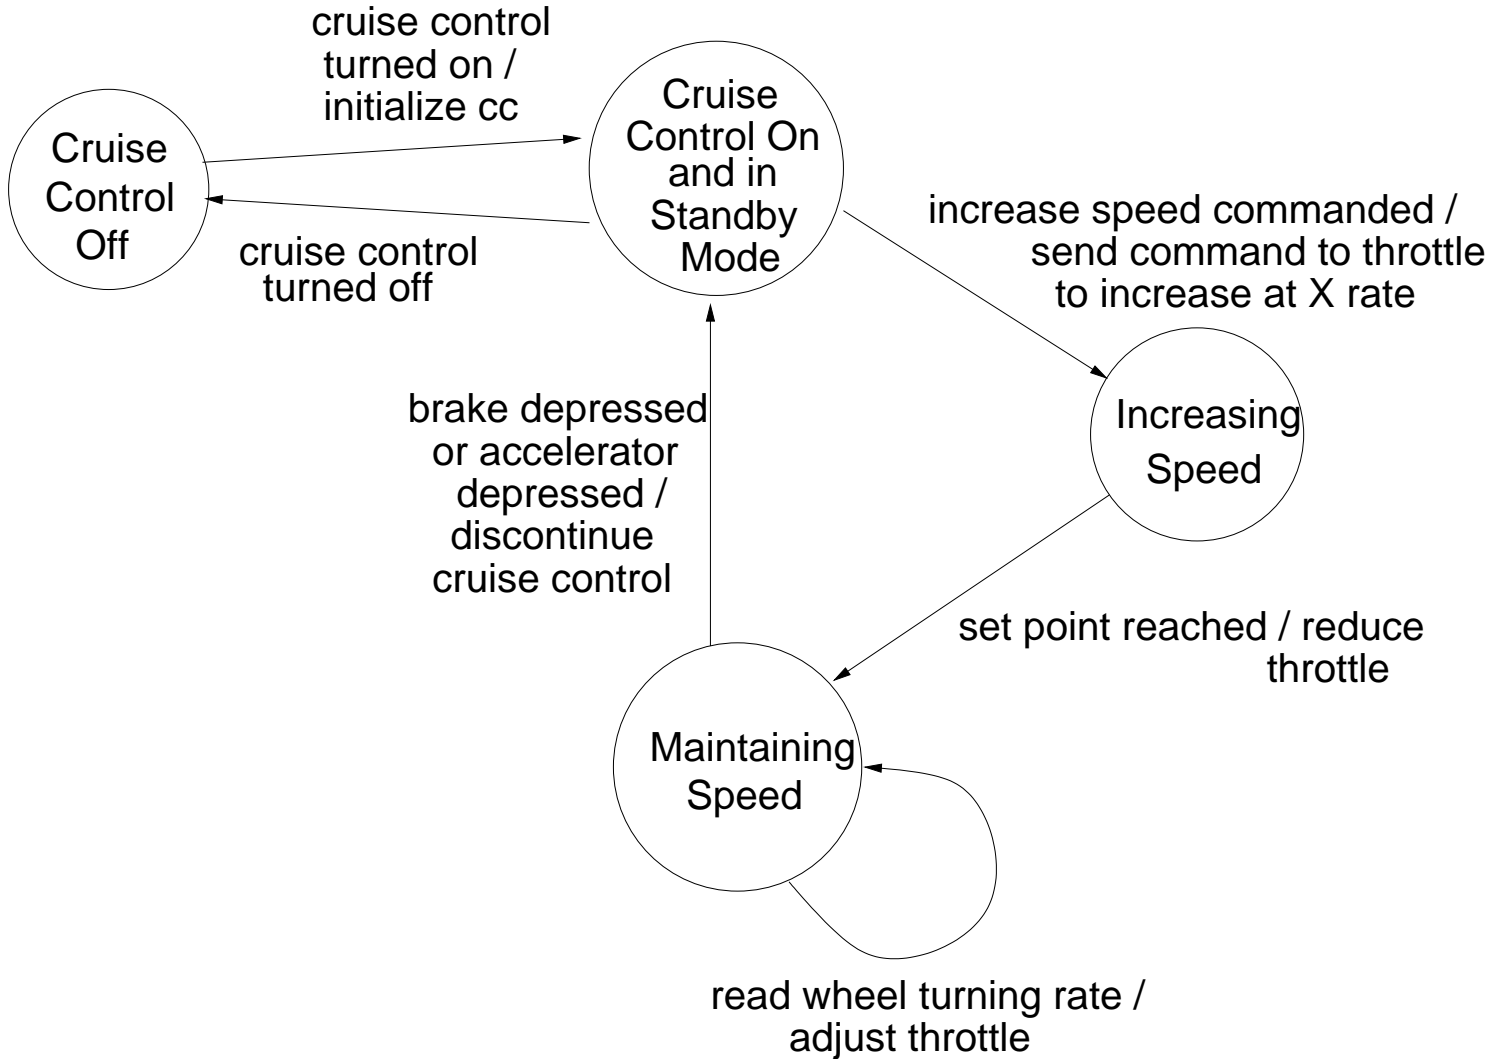 cruise control
turned on /
initialize cc
Cruise
Control
Off
Cruise
Control On
and in
Standby
Mode
cruise control
turned off
increase speed commanded /
send command to throttle
to increase at X rate
brake depressed
or accelerator
depressed /
discontinue
cruise control
Increasing
Speed
set point reached / reduce
throttle
Maintaining
Speed
read wheel turning rate /
adjust throttle